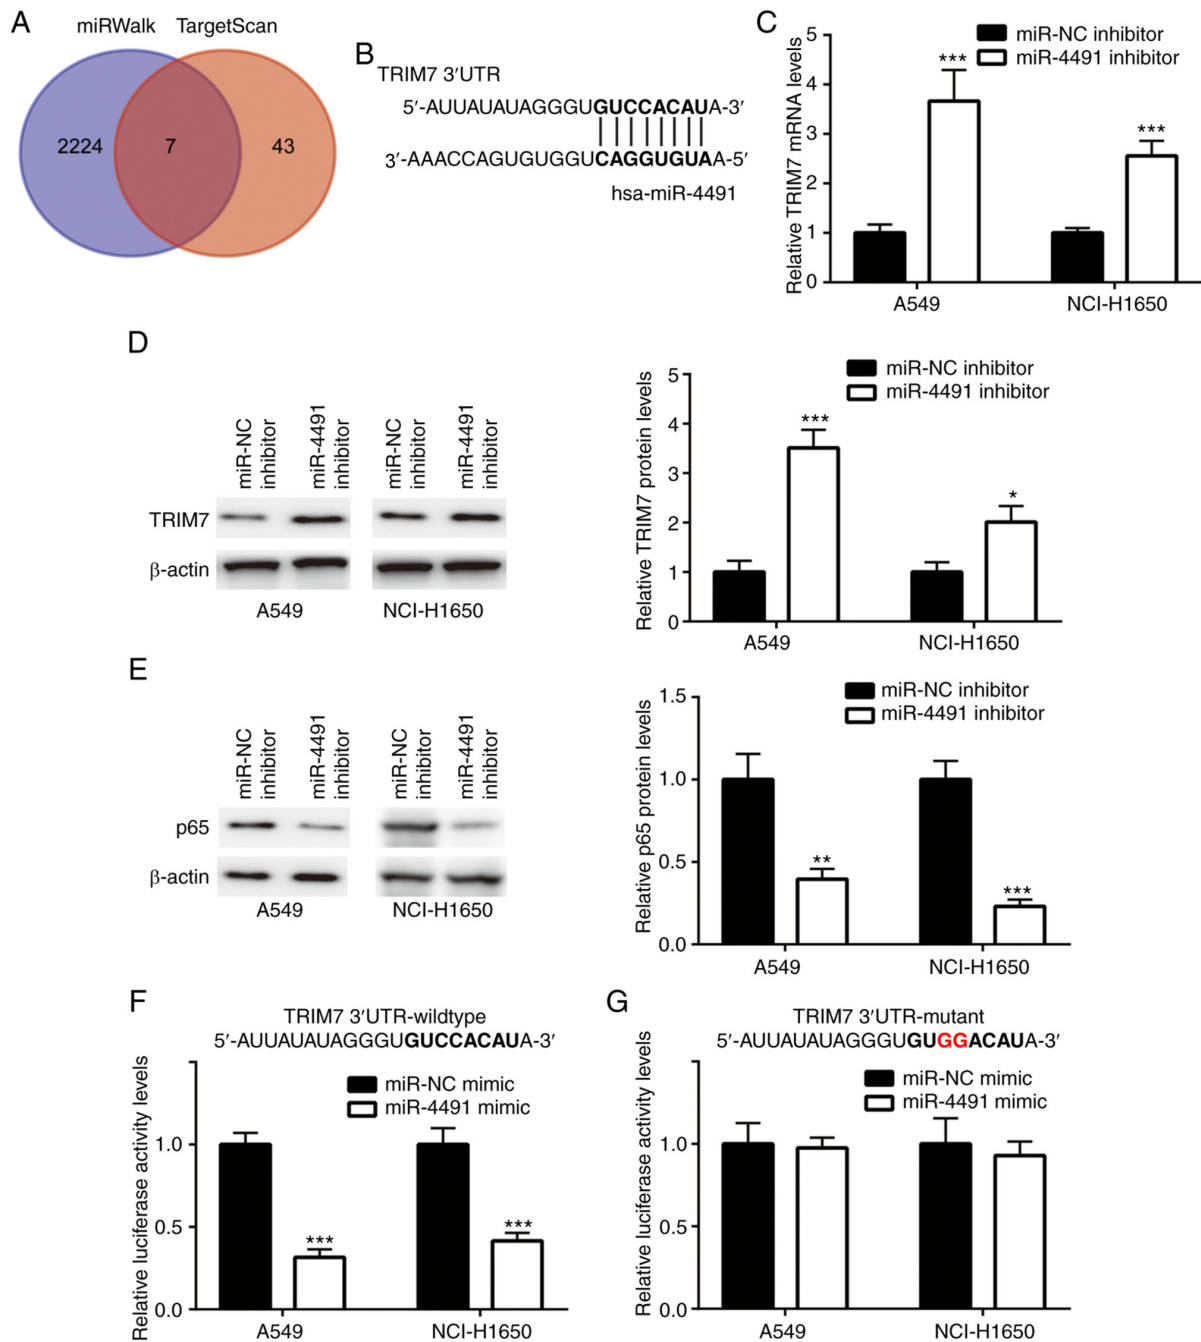 A
miRWalk TargetScan
2224 7 43
B
TRIM7 3′UTR
5′-AUUAUAUAGGGUGUCCACAUA-3′
3′-AAACCAGUGUGGUCAGGUGUAA-5′
hsa-miR-4491
C
miR-NC inhibitor
miR-4491 inhibitor
Relative TRIM7 mRNA levels
5
4
3
2
1
0
***
***
A549 NCI-H1650
D
miR-NC inhibitor
miR-4491 inhibitor
miR-NC inhibitor
miR-4491 inhibitor
TRIM7
β-actin
A549 NCI-H1650
miR-NC inhibitor
miR-4491 inhibitor
Relative TRIM7 protein levels
5
4
3
2
1
0
***
*
A549 NCI-H1650
E
miR-NC inhibitor
miR-4491 inhibitor
miR-NC inhibitor
miR-4491 inhibitor
p65
β-actin
A549 NCI-H1650
miR-NC inhibitor
miR-4491 inhibitor
Relative p65 protein levels
1.5
1.0
0.5
0.0
**
***
A549 NCI-H1650
F
TRIM7 3′UTR-wildtype
5′-AUUAUAUAGGGUGUCCACAUA-3′
miR-NC mimic
miR-4491 mimic
Relative luciferase activity levels
1.0
0.5
0.0
***
***
A549 NCI-H1650
G
TRIM7 3′UTR-mutant
5′-AUUAUAUAGGGUGUGGACAUA-3′
miR-NC mimic
miR-4491 mimic
Relative luciferase activity levels
1.0
0.5
0.0
A549 NCI-H1650